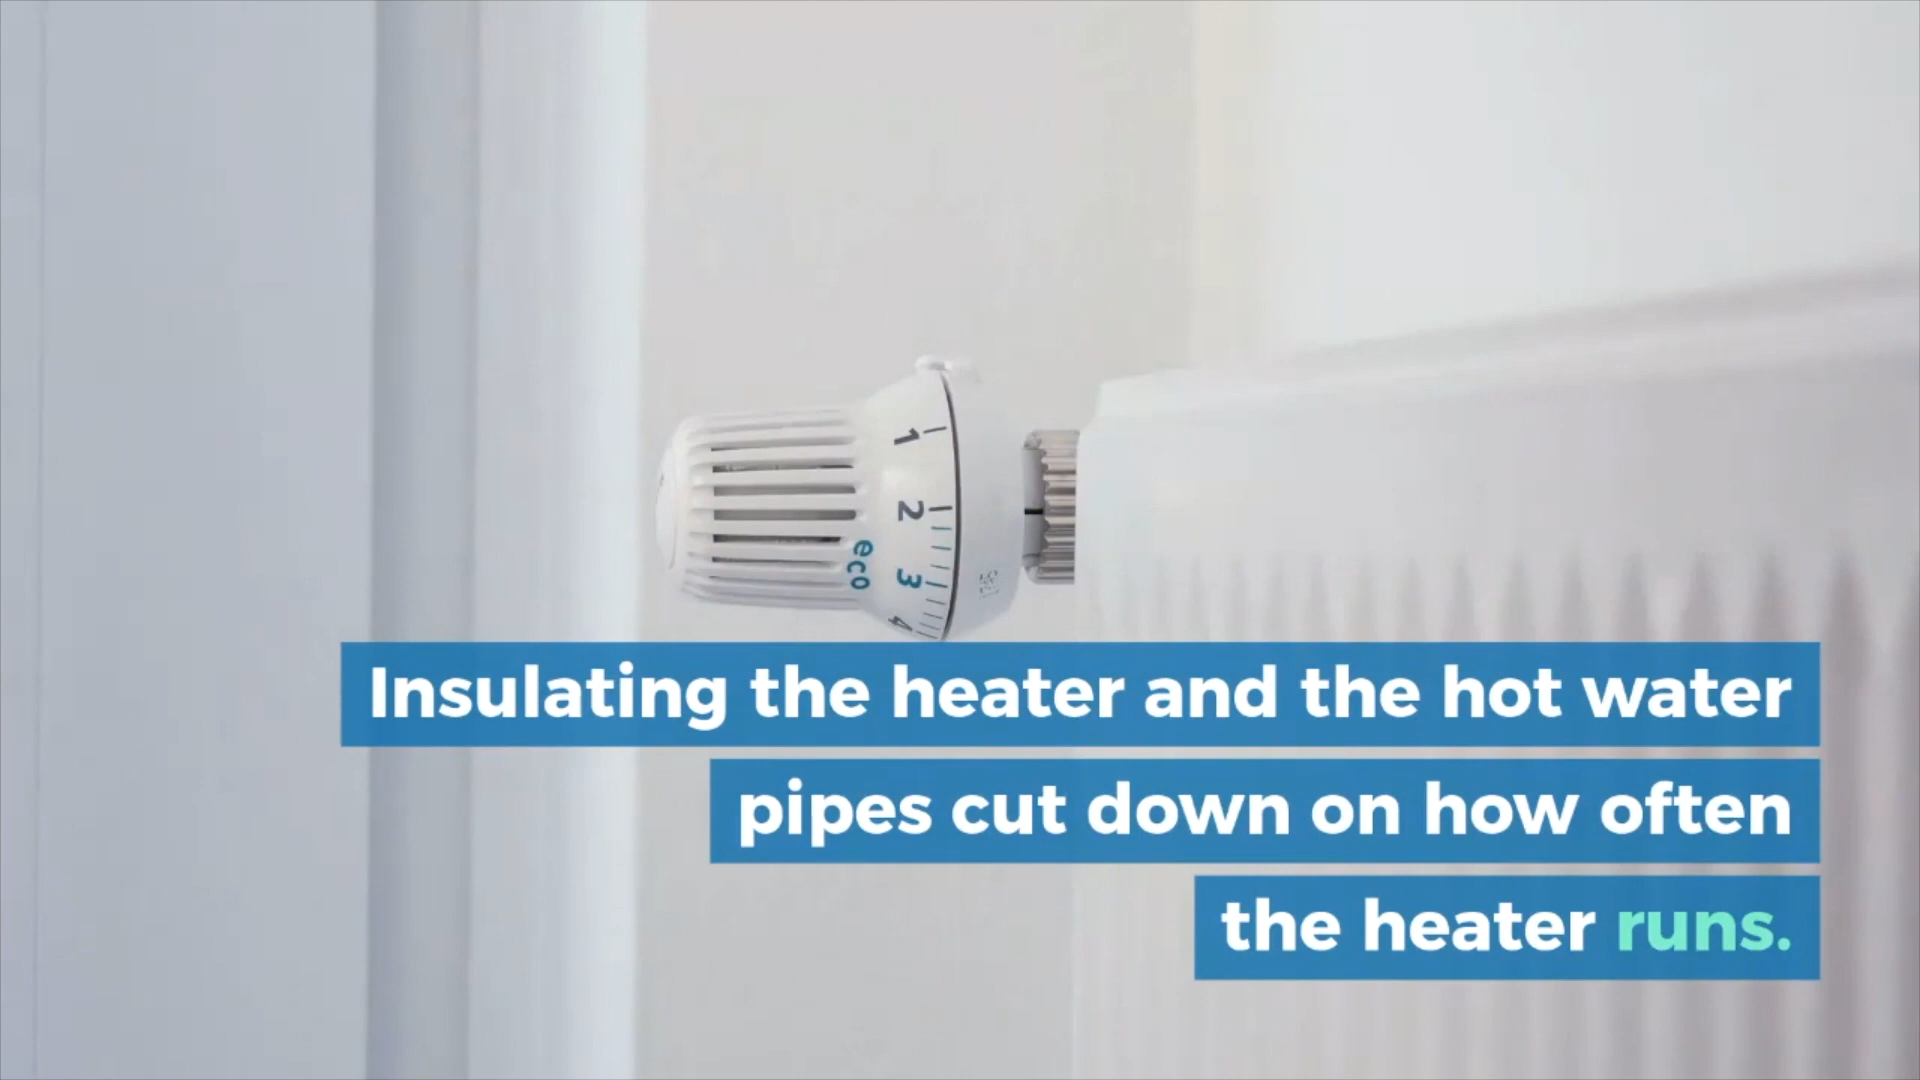 1
2
eco
3
4
Insulating the heater and the hot water
pipes cut down on how often
the heater runs.